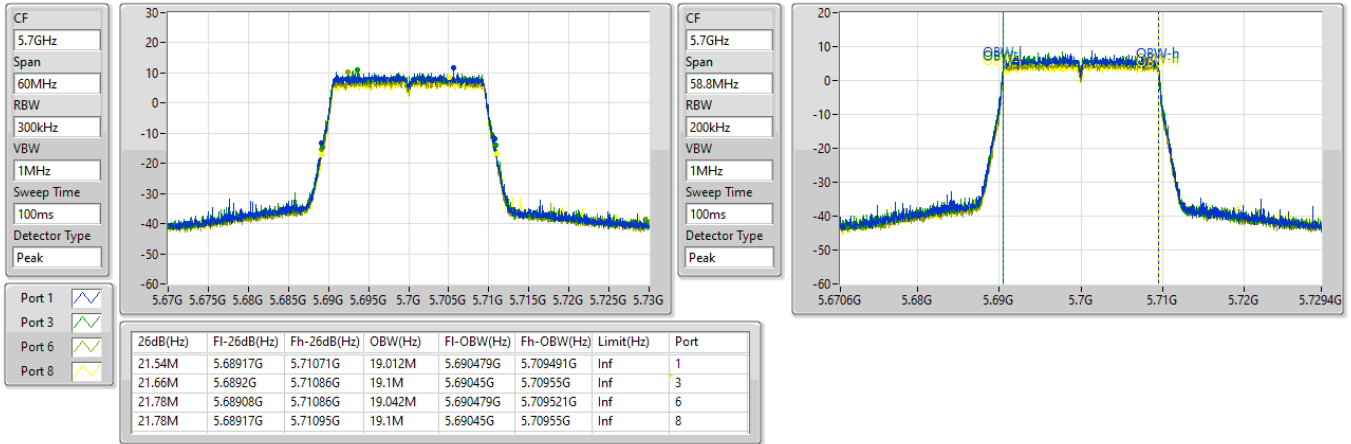 CF
5.7GHz
Span
60MHz
RBW
300kHz
VBW
1MHz
Sweep Time
100ms
Detector Type
Peak
30
20
10
0
-10
-20
-30
-40
-50
-60
5.67G 5.675G 5.68G 5.685G 5.69G 5.695G 5.7G 5.705G 5.71G 5.715G 5.72G 5.725G 5.73G
CF
5.7GHz
Span
58.8MHz
RBW
200kHz
VBW
1MHz
Sweep Time
100ms
Detector Type
Peak
20
10
0
-10
-20
-30
-40
-50
-60
OBW-l OBW-h
5.6706G 5.68G 5.69G 5.7G 5.71G 5.72G 5.7294G
Port 1
Port 3
Port 6
Port 8
26dB(Hz) Fl-26dB(Hz) Fh-26dB(Hz) OBW(Hz) Fl-OBW(Hz) Fh-OBW(Hz) Limit(Hz) Port
21.54M 5.68917G 5.71071G 19.012M 5.690479G 5.709491G Inf 1
21.66M 5.6892G 5.71086G 19.1M 5.69045G 5.70955G Inf 3
21.78M 5.68908G 5.71086G 19.042M 5.690479G 5.709521G Inf 6
21.78M 5.68917G 5.71095G 19.1M 5.69045G 5.70955G Inf 8